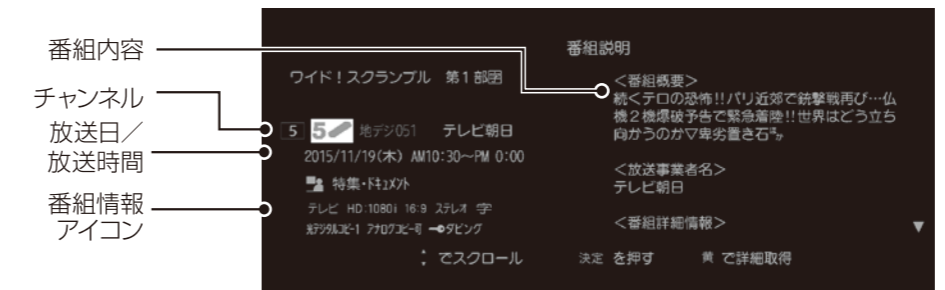 番組内容
チャンネル
放送日／
放送時間
番組情報
アイコン
番組説明
ワイド！スクランブル 第1部🈑
5 5 地デジ051 テレビ朝日
2015/11/19(木) AM10:30～PM 0:00
特集・ドキュメント
テレビ HD:1080i 16:9 ステレオ 字
光デジタルコピー1 アナログコピー可 ダビング
＜番組概要＞
続くテロの恐怖!!パリ近郊で銃撃戦再び…仏
機2機爆破予告で緊急着陸!!世界はどう立ち
向かうのか▽卑劣置き石
＜放送事業者名＞
テレビ朝日
＜番組詳細情報＞
▼
でスクロール 決定 を押す 黄 で詳細取得